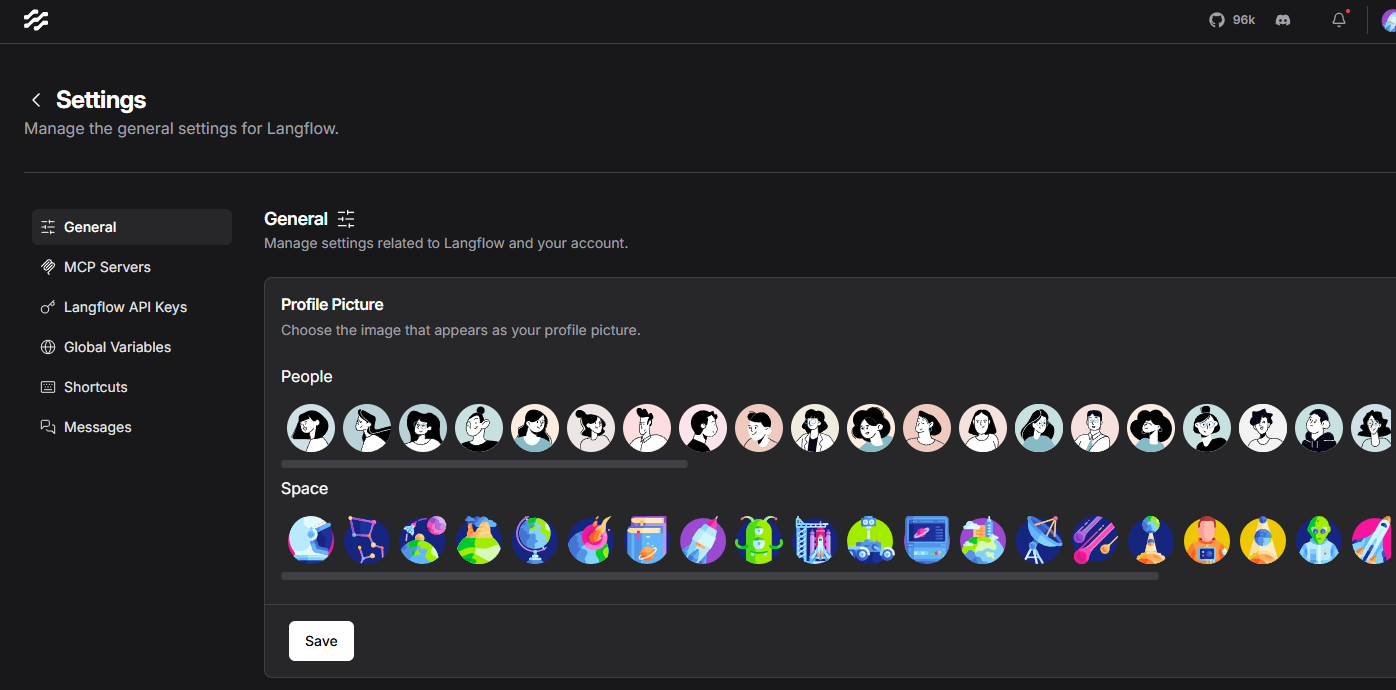 96k
Settings
Manage the general settings for Langflow.
General
MCP Servers
Langflow API Keys
Global Variables
Shortcuts
Messages
General
Manage settings related to Langflow and your account.
Profile Picture
Choose the image that appears as your profile picture.
People
Space
Save